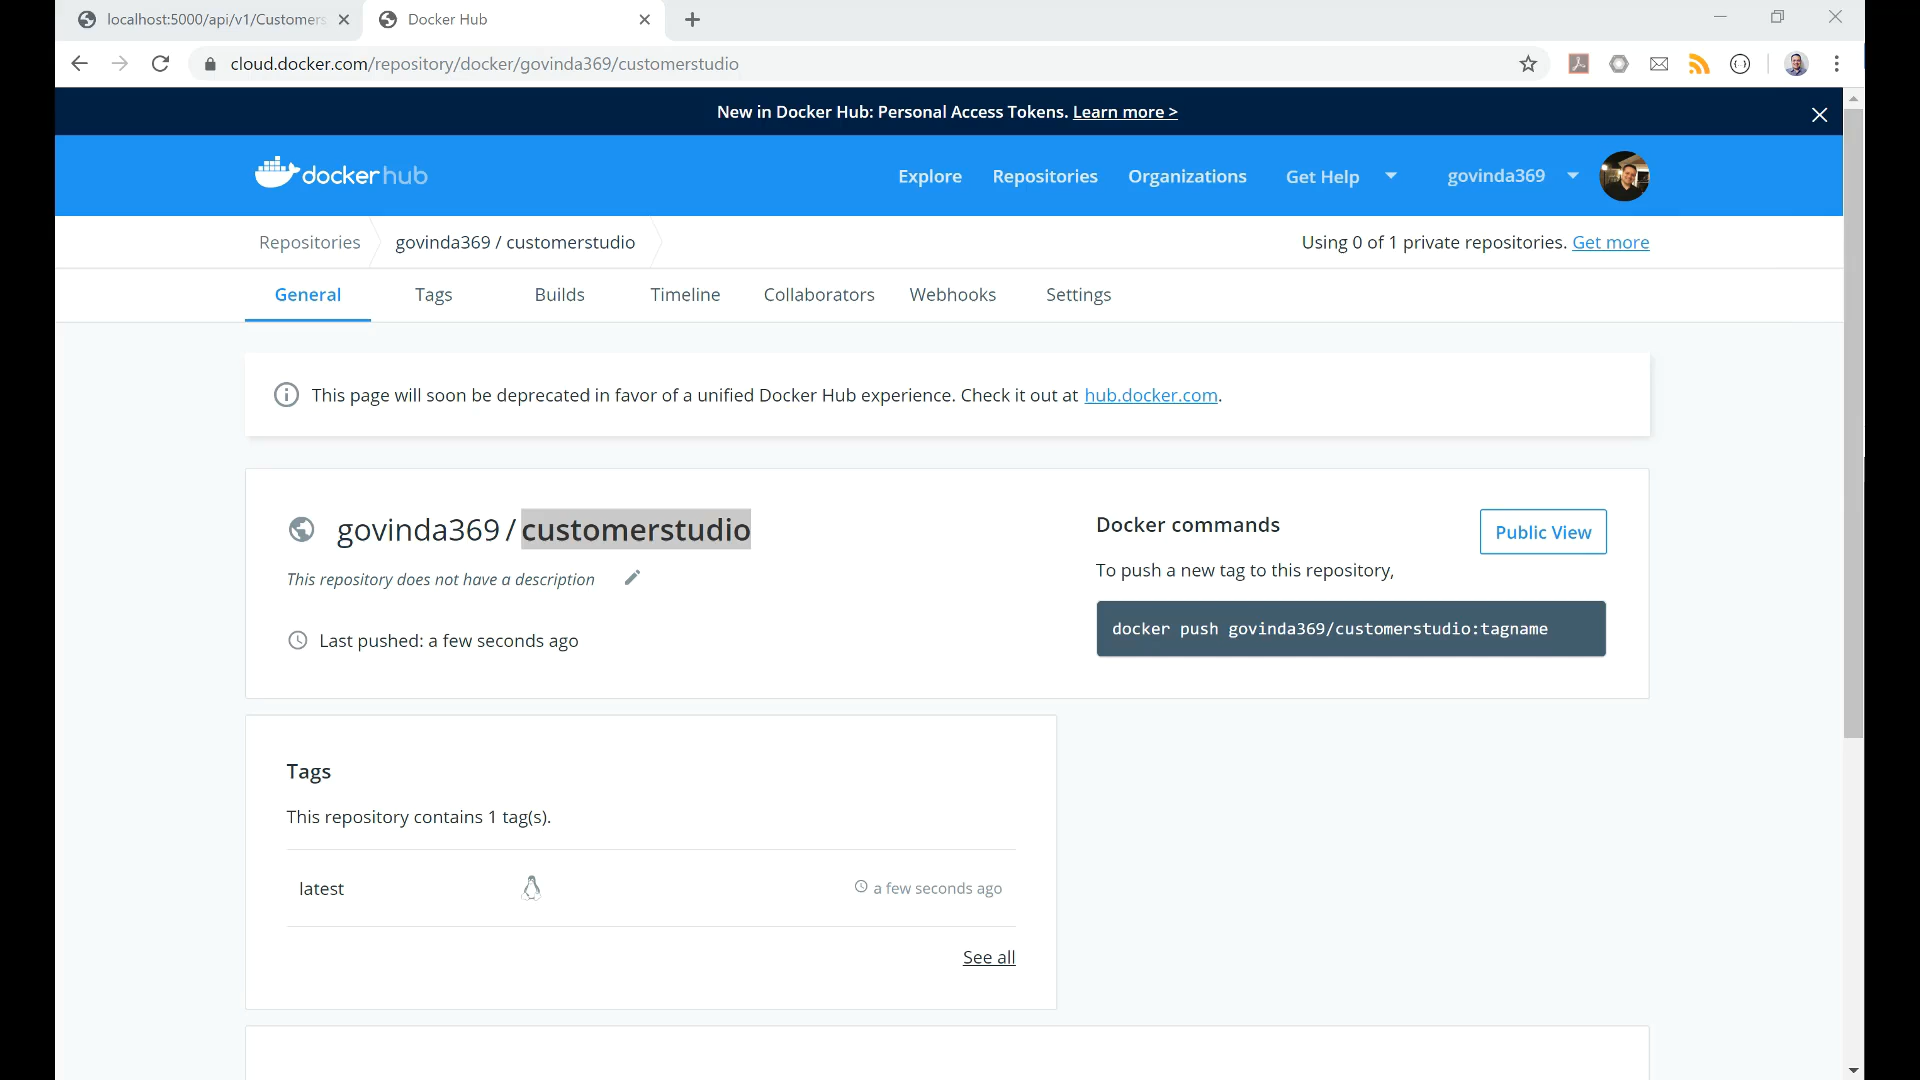 localhost:5000/api/v1/Customers
Docker Hub
cloud.docker.com/repository/docker/govinda369/customerstudio
New in Docker Hub: Personal Access Tokens. Learn more >
docker hub
Explore
Repositories
Organizations
Get Help
govinda369
Repositories
govinda369 / customerstudio
Using 0 of 1 private repositories. Get more
General
Tags
Builds
Timeline
Collaborators
Webhooks
Settings
This page will soon be deprecated in favor of a unified Docker Hub experience. Check it out at hub.docker.com.
govinda369 / customerstudio
This repository does not have a description
Last pushed: a few seconds ago
Docker commands
Public View
To push a new tag to this repository,
docker push govinda369/customerstudio:tagname
Tags
This repository contains 1 tag(s).
latest
a few seconds ago
See all